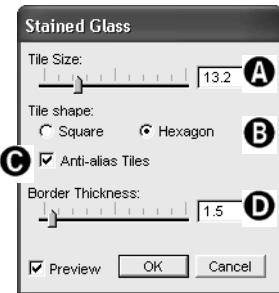 Stained Glass
Tile Size:
13.2 A
Tile shape:
Square Hexagon B
C Anti-alias Tiles
Border Thickness:
1.5 D
Preview OK Cancel